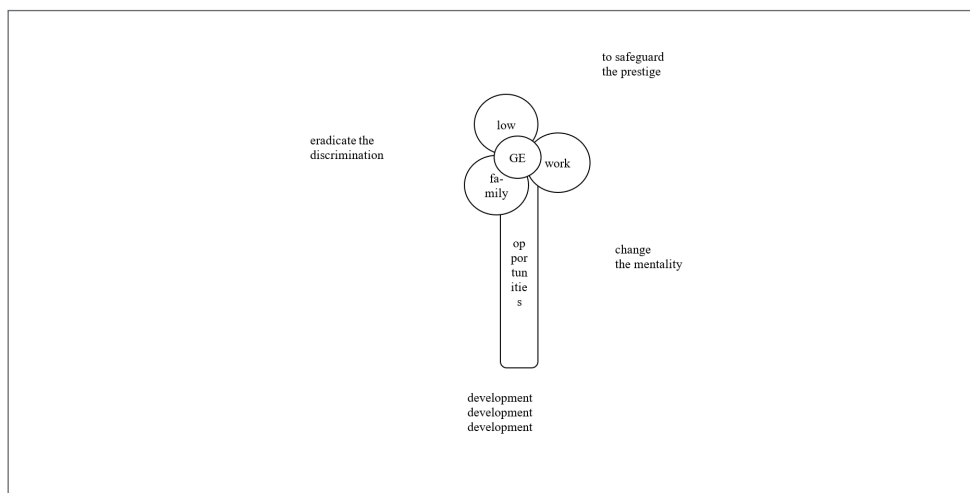 to safeguard
the prestige
eradicate the
discrimination
low
GE
work
fa-
mily
op
por
tun
itie
s
change
the mentality
development
development
development